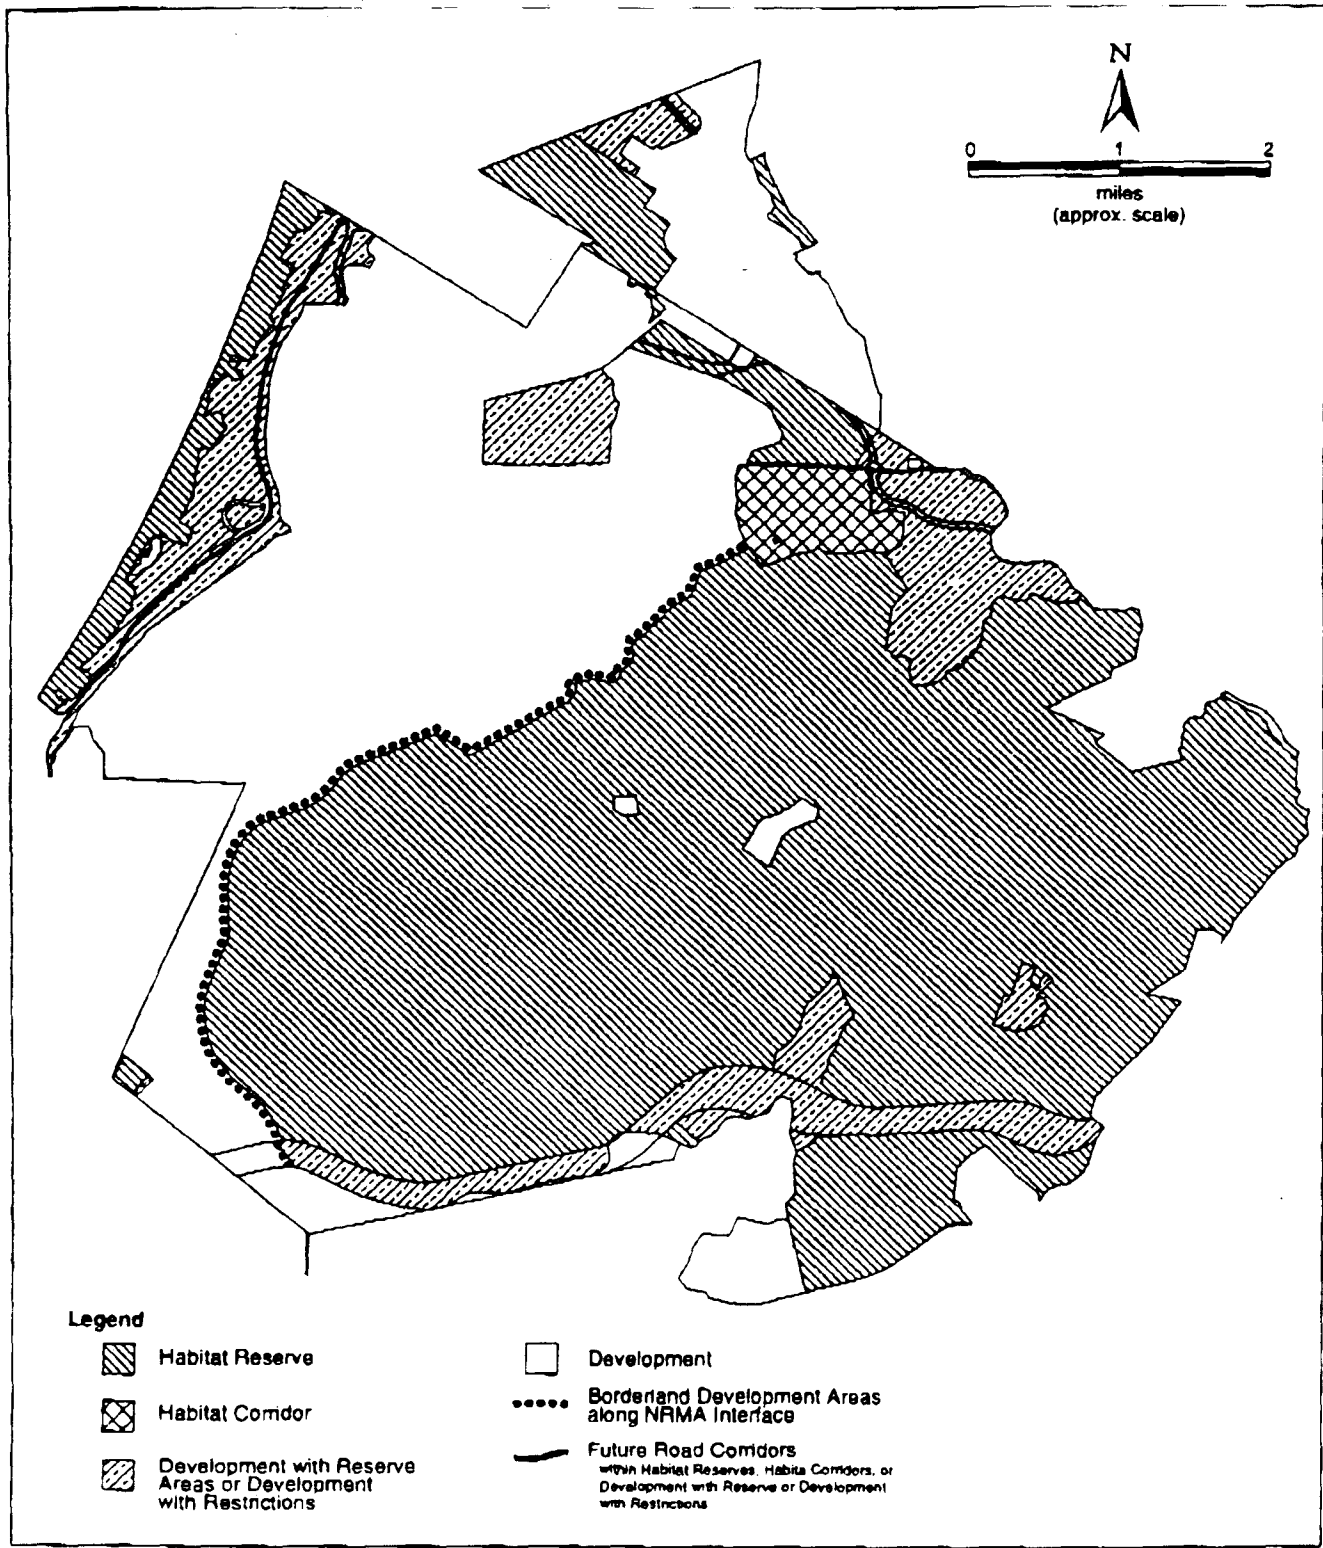 N
0 1 2
miles
(approx. scale)
Legend
Habitat Reserve
Habitat Corridor
Development with Reserve
Areas or Development
with Restrictions
Development
Borderland Development Areas
along NRMA Interface
Future Road Corridors
within Habitat Reserves, Habita Corridors, or
Development with Reserve or Development
with Restrictions